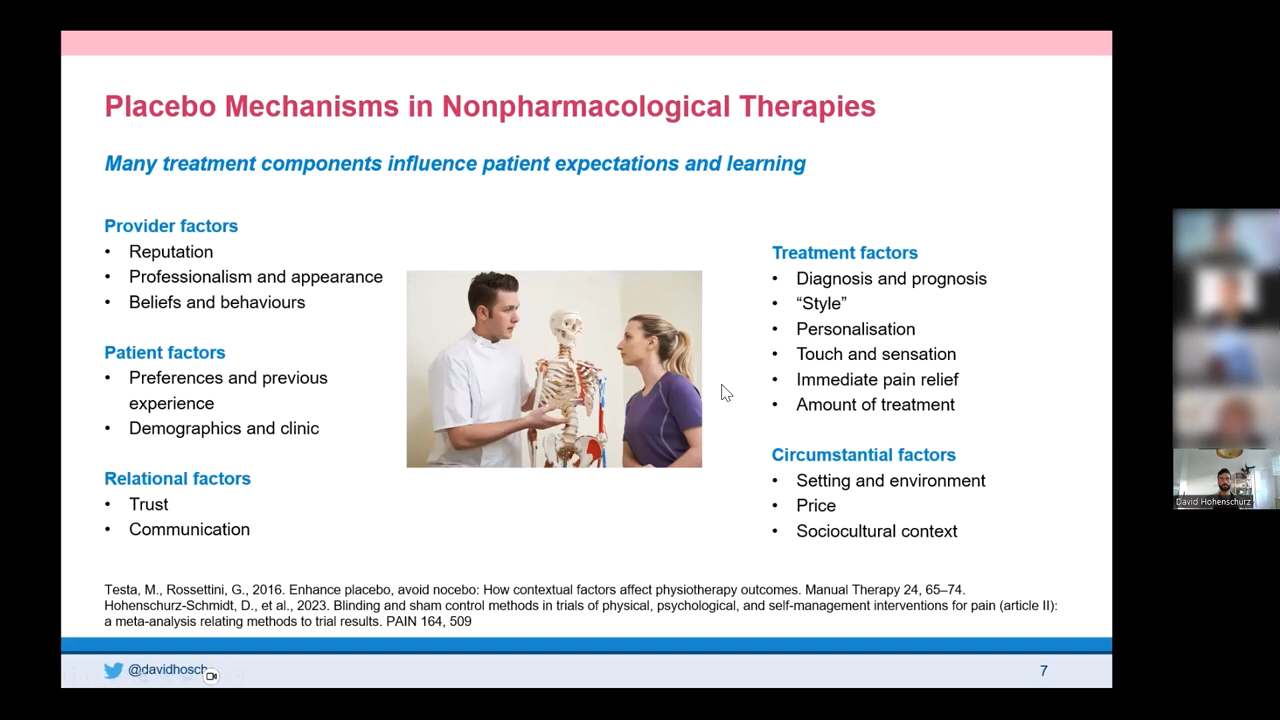 Placebo Mechanisms in Nonpharmacological Therapies
Many treatment components influence patient expectations and learning
Provider factors
• Reputation
• Professionalism and appearance
• Beliefs and behaviours
Patient factors
• Preferences and previous
experience
• Demographics and clinic
Relational factors
• Trust
• Communication
Treatment factors
• Diagnosis and prognosis
• “Style”
• Personalisation
• Touch and sensation
• Immediate pain relief
• Amount of treatment
Circumstantial factors
• Setting and environment
• Price
• Sociocultural context
Testa, M., Rossettini, G., 2016. Enhance placebo, avoid nocebo: How contextual factors affect physiotherapy outcomes. Manual Therapy 24, 65–74.
Hohenschurz-Schmidt, D., et al., 2023. Blinding and sham control methods in trials of physical, psychological, and self-management interventions for pain (article II):
a meta-analysis relating methods to trial results. PAIN 164, 509
@davidhosch
7
David Hohenschurz